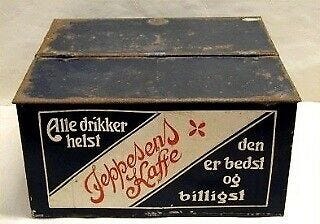 Alle drikker
helst
Jeppesens
Kaffe
den
er bedst
og
billigst